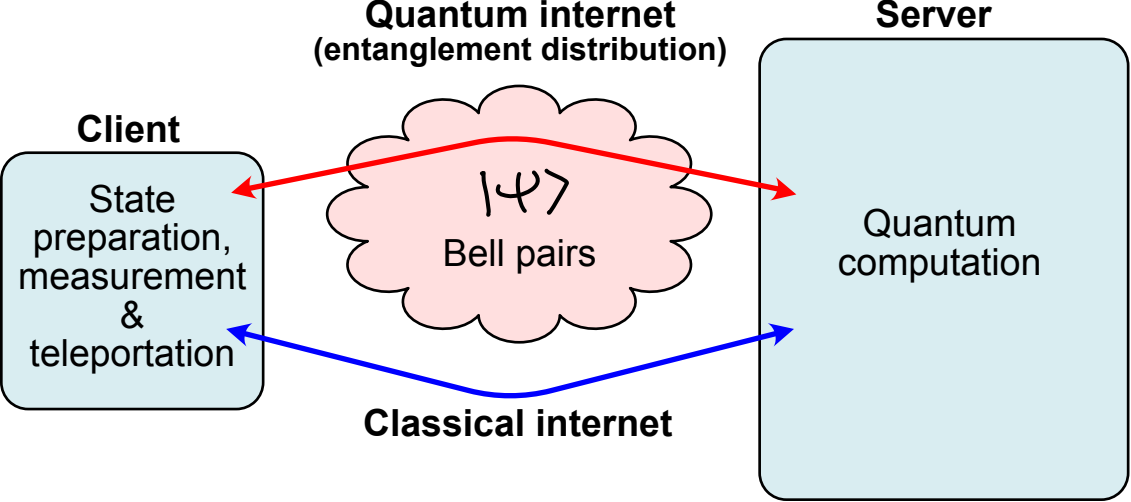 Quantum internet
(entanglement distribution)
Server
Client
State
preparation,
measurement
&
teleportation
|ψ⟩
Bell pairs
Quantum
computation
Classical internet